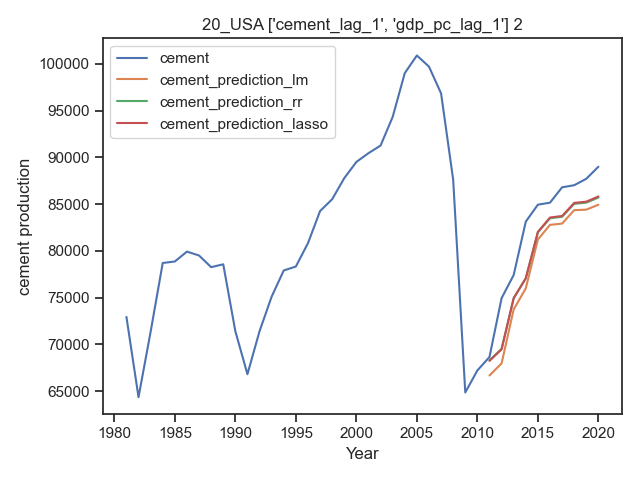 20_USA ['cement_lag_1', 'gdp_pc_lag_1'] 2
cement
cement_prediction_lm
cement_prediction_rr
cement_prediction_lasso
cement production
100000
95000
90000
85000
80000
75000
70000
65000
1980 1985 1990 1995 2000 2005 2010 2015 2020
Year